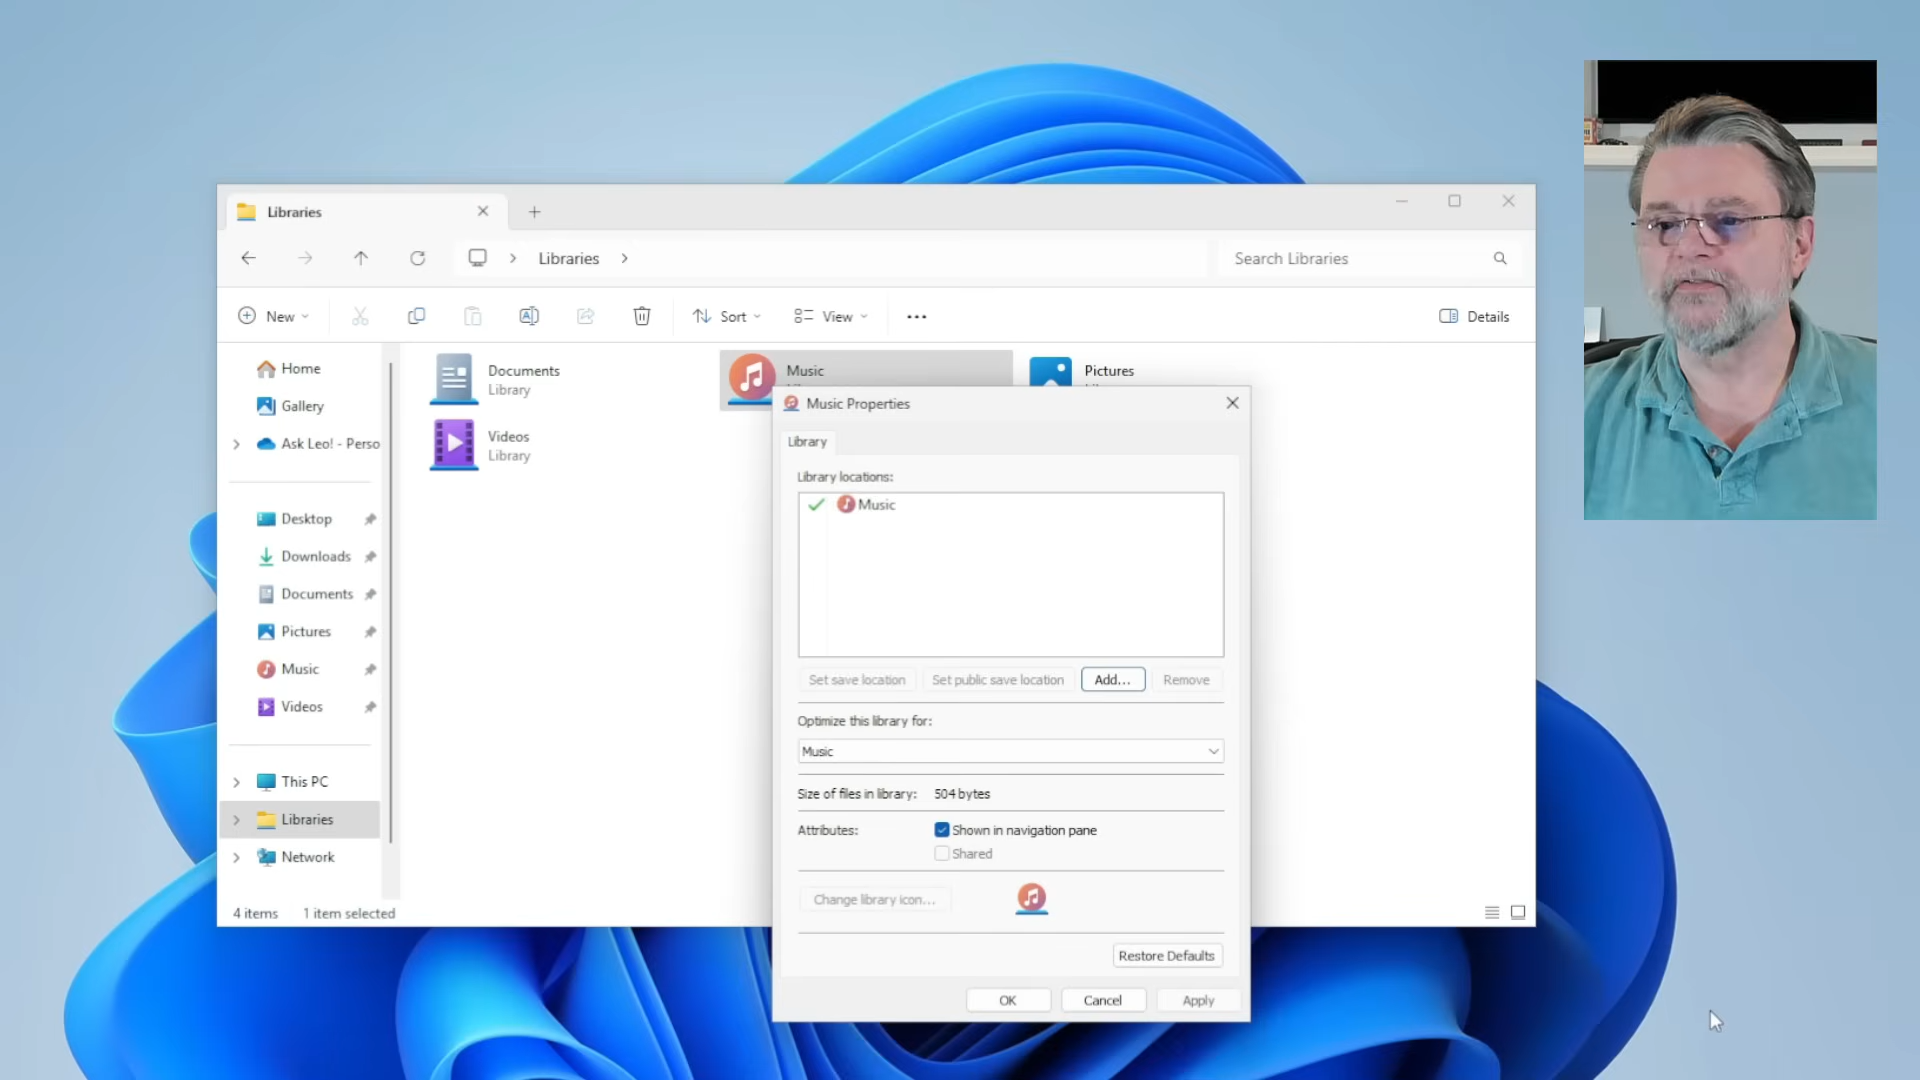 Libraries
Libraries
Search Libraries
New
Sort
View
Details
Home
Gallery
Ask Leo! - Perso
Desktop
Downloads
Documents
Pictures
Music
Videos
This PC
Libraries
Network
Documents
Library
Music
Pictures
Videos
Library
Music Properties
Library
Library locations:
Music
Set save location Set public save location Add... Remove
Optimize this library for:
Music
Size of files in library: 504 bytes
Attributes: Shown in navigation pane
Shared
Change library icon...
Restore Defaults
OK Cancel Apply
4 items 1 item selected